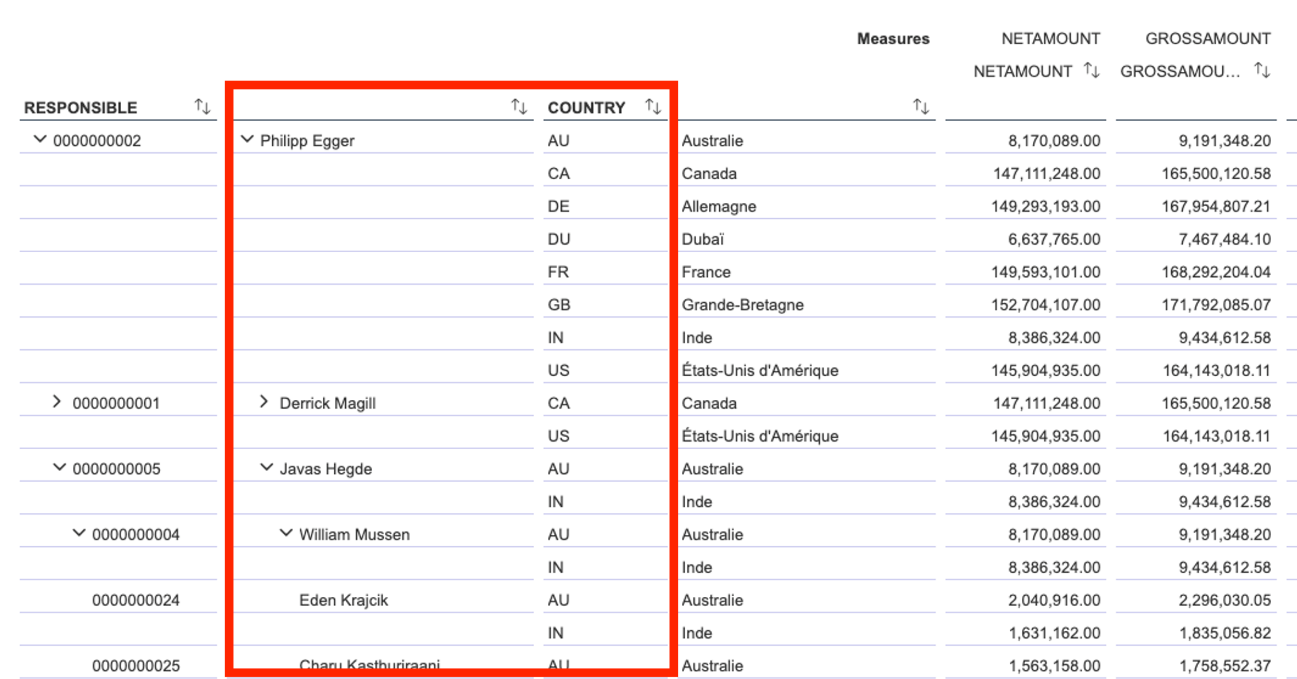 Measures NETAMOUNT GROSSAMOUNT
NETAMOUNT GROSSAMOU...
RESPONSIBLE COUNTRY
0000000002 Philipp Egger AU Australie 8,170,089.00 9,191,348.20
CA Canada 147,111,248.00 165,500,120.58
DE Allemagne 149,293,193.00 167,954,807.21
DU Dubaï 6,637,765.00 7,467,484.10
FR France 149,593,101.00 168,292,204.04
GB Grande-Bretagne 152,704,107.00 171,792,085.07
IN Inde 8,386,324.00 9,434,612.58
US États-Unis d'Amérique 145,904,935.00 164,143,018.11
0000000001 Derrick Magill CA Canada 147,111,248.00 165,500,120.58
US États-Unis d'Amérique 145,904,935.00 164,143,018.11
0000000005 Javas Hegde AU Australie 8,170,089.00 9,191,348.20
IN Inde 8,386,324.00 9,434,612.58
0000000004 William Mussen AU Australie 8,170,089.00 9,191,348.20
IN Inde 8,386,324.00 9,434,612.58
0000000024 Eden Krajcik AU Australie 2,040,916.00 2,296,030.05
IN Inde 1,631,162.00 1,835,056.82
0000000025 Charu Kasthuriraani AU Australie 1,563,158.00 1,758,552.37